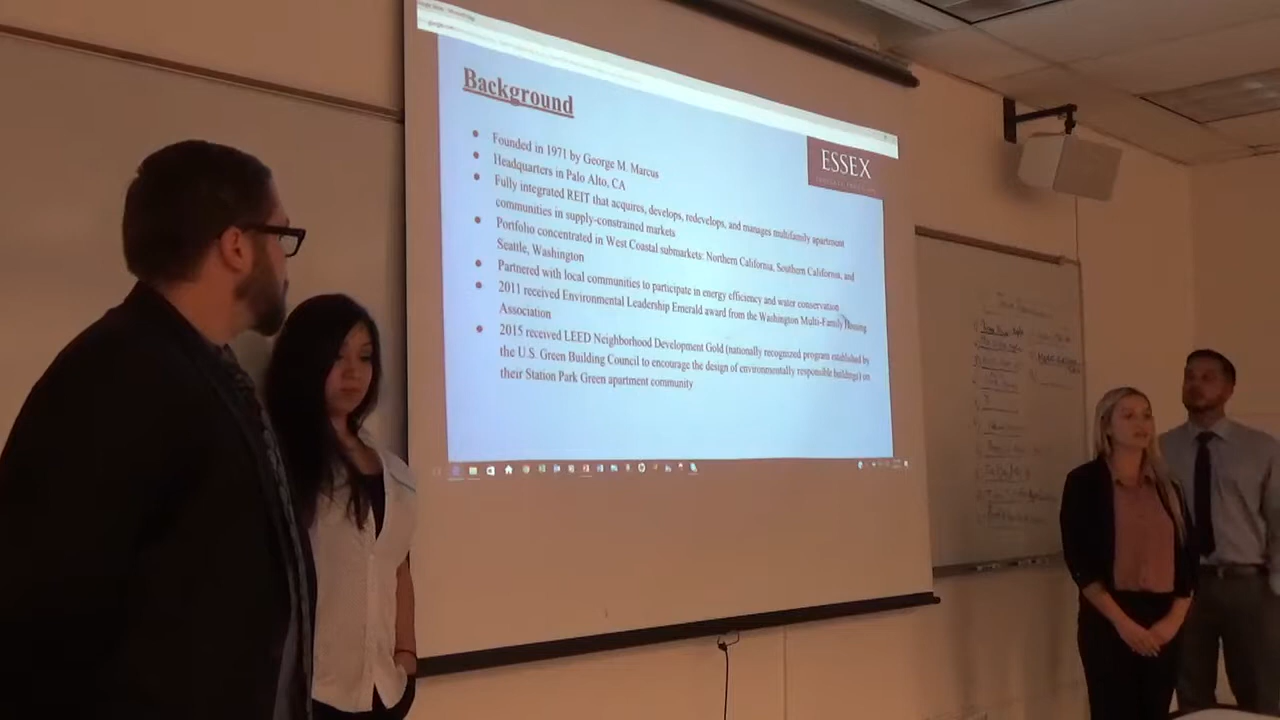 Background
ESSEX
• Founded in 1971 by George M. Marcus
• Headquarters in Palo Alto, CA
• Fully integrated REIT that acquires, develops, redevelops, and manages multifamily apartment
communities in supply-constrained markets
• Portfolio concentrated in West Coastal submarkets: Northern California, Southern California, and
Seattle, Washington
• Partnered with local communities to participate in energy efficiency and water conservation
• 2011 received Environmental Leadership Emerald award from the Washington Multi-Family Housing
Association
• 2015 received LEED Neighborhood Development Gold (nationally recognized program established by
the U.S. Green Building Council to encourage the design of environmentally responsible buildings) on
their Station Park Green apartment community